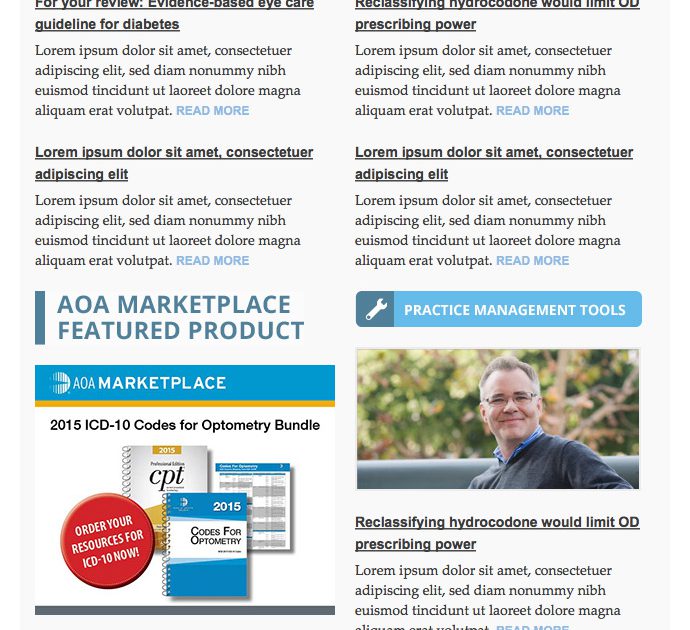 For your review: Evidence-based eye care
guideline for diabetes
Lorem ipsum dolor sit amet, consectetuer
adipiscing elit, sed diam nonummy nibh
euismod tincidunt ut laoreet dolore magna
aliquam erat volutpat. READ MORE
Lorem ipsum dolor sit amet, consectetuer
adipiscing elit
Lorem ipsum dolor sit amet, consectetuer
adipiscing elit, sed diam nonummy nibh
euismod tincidunt ut laoreet dolore magna
aliquam erat volutpat. READ MORE
AOA MARKETPLACE
FEATURED PRODUCT
AOA MARKETPLACE
2015 ICD-10 Codes for Optometry Bundle
2015
Professional Edition
cpt
Codes For Optometry
2015
CODES FOR
OPTOMETRY
ORDER YOUR
RESOURCES FOR
ICD-10 NOW!
Reclassifying hydrocodone would limit OD
prescribing power
Lorem ipsum dolor sit amet, consectetuer
adipiscing elit, sed diam nonummy nibh
euismod tincidunt ut laoreet dolore magna
aliquam erat volutpat. READ MORE
Lorem ipsum dolor sit amet, consectetuer
adipiscing elit
Lorem ipsum dolor sit amet, consectetuer
adipiscing elit, sed diam nonummy nibh
euismod tincidunt ut laoreet dolore magna
aliquam erat volutpat. READ MORE
PRACTICE MANAGEMENT TOOLS
Reclassifying hydrocodone would limit OD
prescribing power
Lorem ipsum dolor sit amet, consectetuer
adipiscing elit, sed diam nonummy nibh
euismod tincidunt ut laoreet dolore magna
aliquam erat volutpat. READ MORE